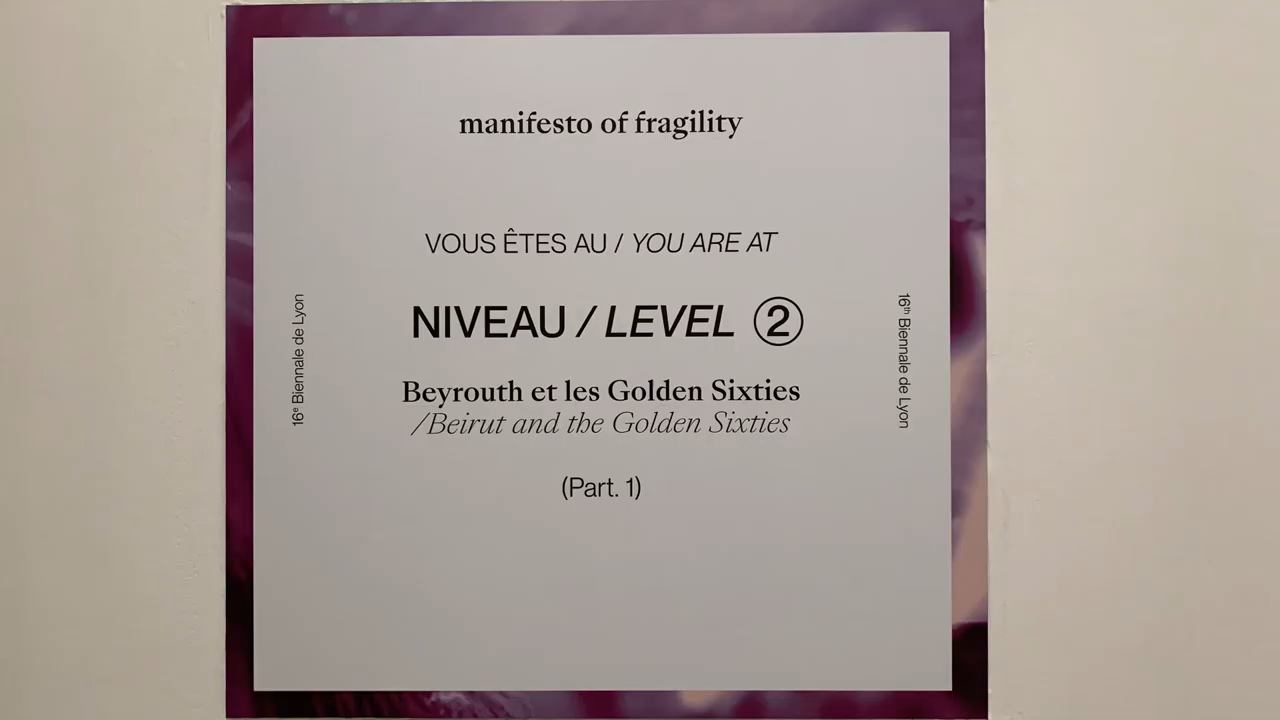 manifesto of fragility
VOUS ÊTES AU / YOU ARE AT
16e Biennale de Lyon
NIVEAU / LEVEL ②
16th Biennale de Lyon
Beyrouth et les Golden Sixties
/Beirut and the Golden Sixties
(Part. 1)